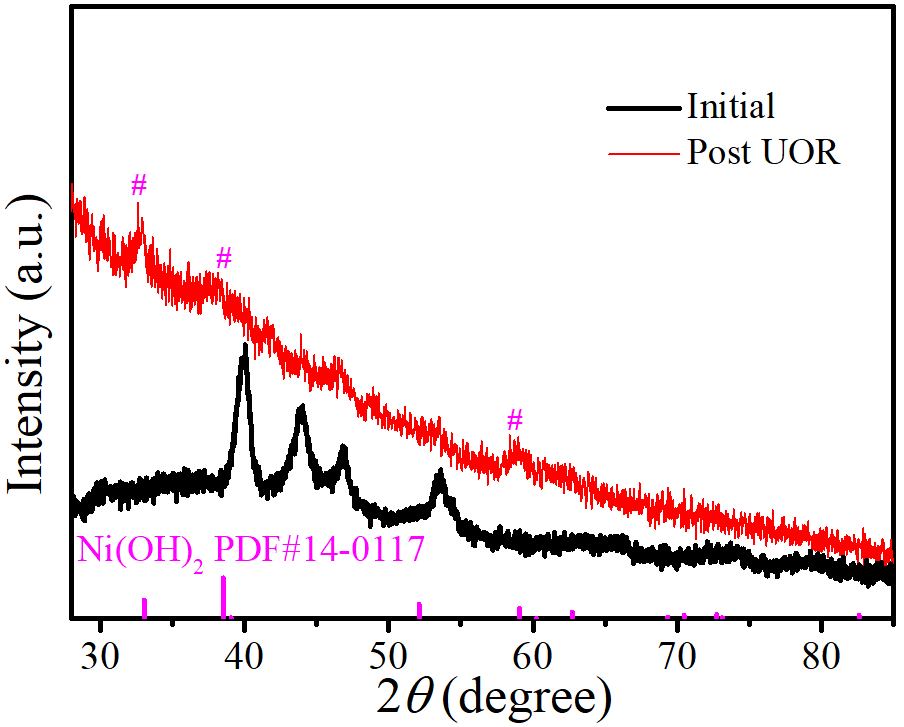 Initial
Post UOR
#
#
#
Intensity (a.u.)
Ni(OH)₂ PDF#14-0117
30 40 50 60 70 80
2θ (degree)